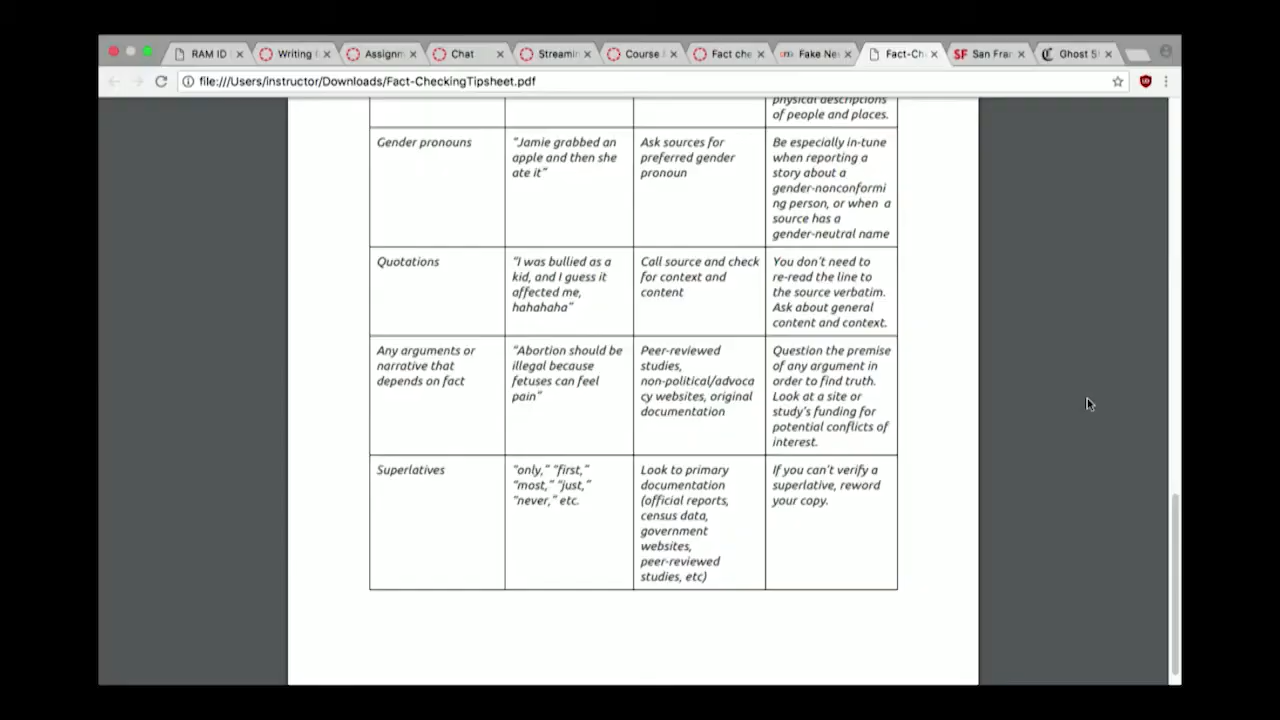 RAM ID
Writing
Assignm
Chat
Streami
Course
Fact che
Fake Ne
Fact-Ch
SF San Fra
Ghost S
file:///Users/instructor/Downloads/Fact-CheckingTipsheet.pdf
physical descriptions
of people and places.
Gender pronouns
"Jamie grabbed an
apple and then she
ate it"
Ask sources for
preferred gender
pronoun
Be especially in-tune
when reporting a
story about a
gender-nonconformi
ng person, or when a
source has a
gender-neutral name
Quotations
"I was bullied as a
kid, and I guess it
affected me,
hahahaha"
Call source and check
for context and
content
You don't need to
re-read the line to
the source verbatim.
Ask about general
content and context.
Any arguments or
narrative that
depends on fact
"Abortion should be
illegal because
fetuses can feel
pain"
Peer-reviewed
studies,
non-political/advoca
cy websites, original
documentation
Question the premise
of any argument in
order to find truth.
Look at a site or
study's funding for
potential conflicts of
interest.
Superlatives
"only," "first,"
"most," "just,"
"never," etc.
Look to primary
documentation
(official reports,
census data,
government
websites,
peer-reviewed
studies, etc)
If you can't verify a
superlative, reword
your copy.